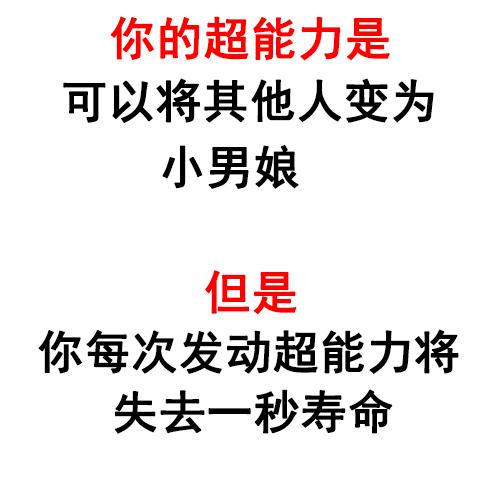 你的超能力是
可以将其他人变为
小男娘
但是
你每次发动超能力将
失去一秒寿命